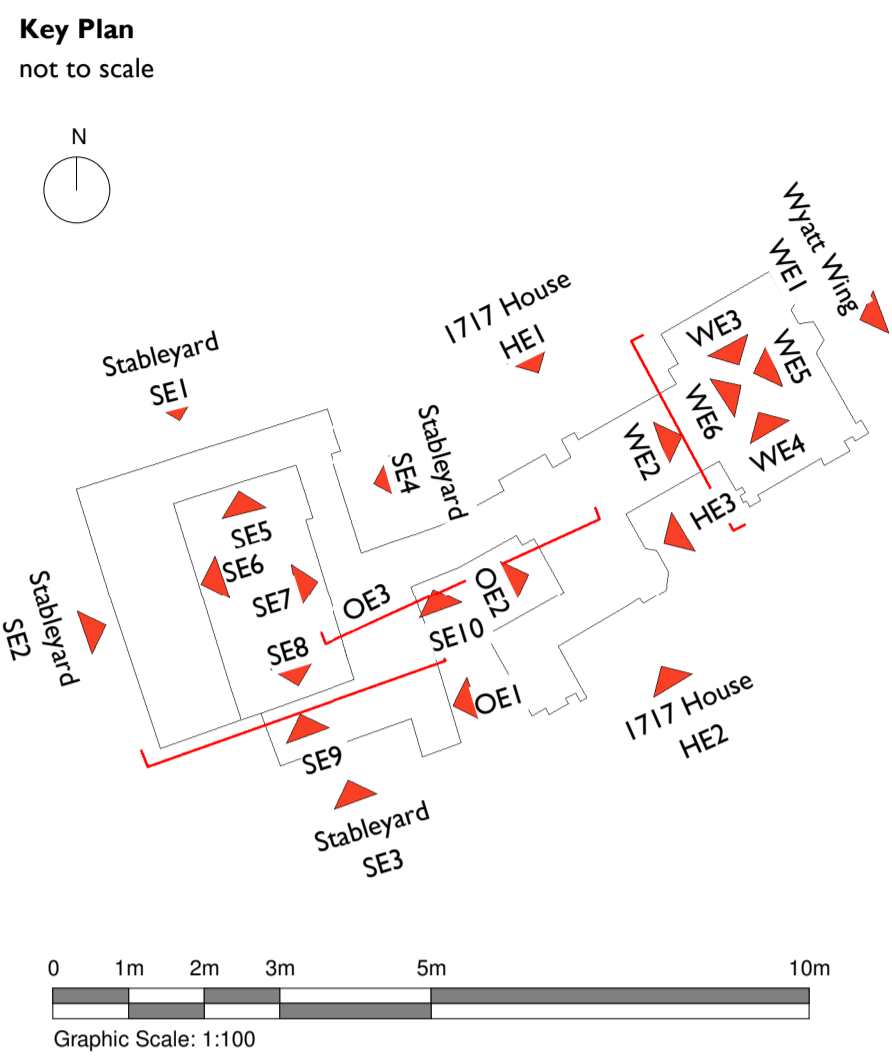 Key Plan
not to scale
N
Wyatt Wing
WE1
1717 House
HE1
WE3
WE5
Stableyard
SE1
WE6
WE2
WE4
Stableyard
SE4
HE3
SE5
SE6
SE7
OE3
OE2
Stableyard
SE2
SE8
SE10
OE1
1717 House
HE2
SE9
Stableyard
SE3
0 1m 2m 3m 5m 10m
Graphic Scale: 1:100